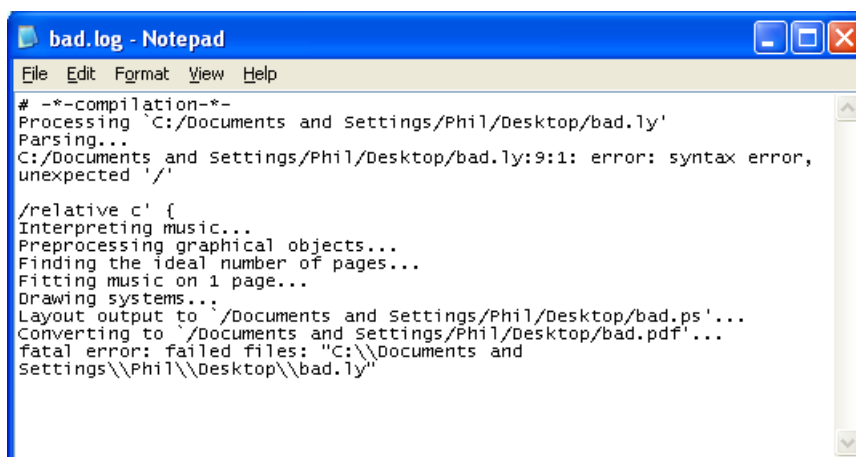 bad.log - Notepad
File Edit Format View Help
# -*-compilation-*-
Processing `C:/Documents and Settings/Phil/Desktop/bad.ly'
Parsing...
C:/Documents and Settings/Phil/Desktop/bad.ly:9:1: error: syntax error,
unexpected '/'

/relative c' {
Interpreting music...
Preprocessing graphical objects...
Finding the ideal number of pages...
Fitting music on 1 page...
Drawing systems...
Layout output to `/Documents and Settings/Phil/Desktop/bad.ps'...
Converting to `/Documents and Settings/Phil/Desktop/bad.pdf'...
fatal error: failed files: "C:\\Documents and
Settings\\Phil\\Desktop\\bad.ly"